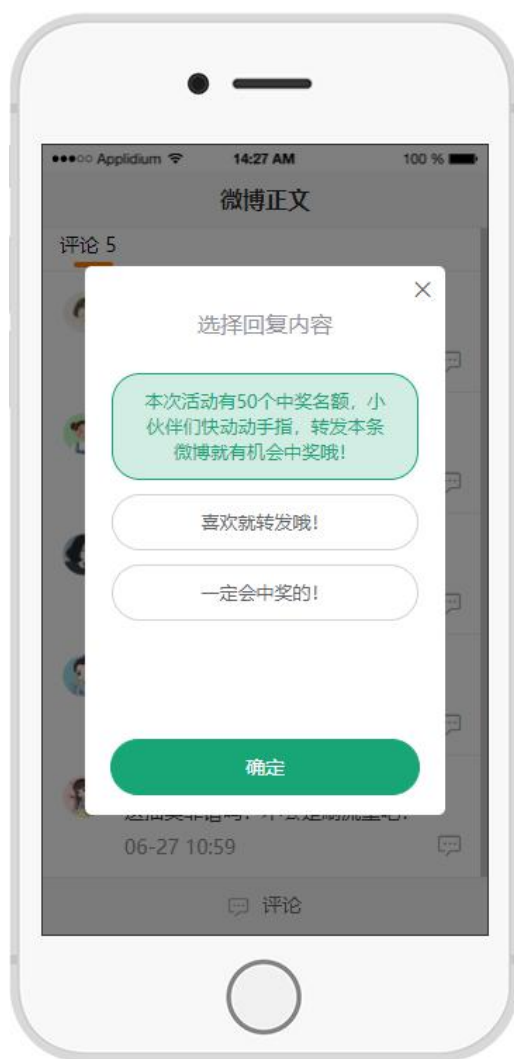 Applidium 14:27 AM 100 %
微博正文
评论 5
选择回复内容
本次活动有50个中奖名额，小
伙伴们快动动手指，转发本条
微博就有机会中奖哦！
喜欢就转发哦！
一定会中奖的！
确定
06-27 10:59
评论